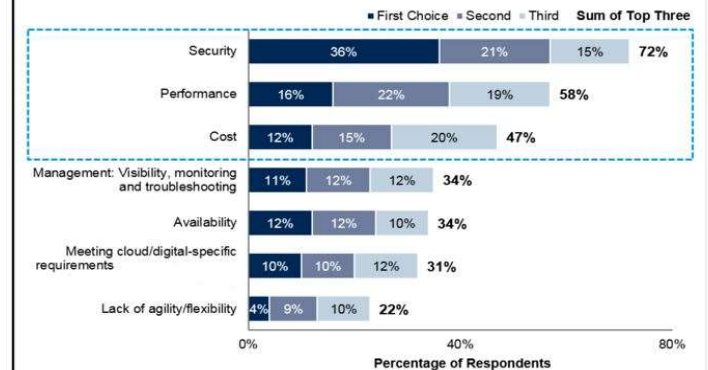 First Choice Second Third Sum of Top Three
Security 36% 21% 15% 72%
Performance 16% 22% 19% 58%
Cost 12% 15% 20% 47%
Management: Visibility, monitoring
and troubleshooting 11% 12% 12% 34%
Availability 12% 12% 10% 34%
Meeting cloud/digital-specific
requirements 10% 10% 12% 31%
Lack of agility/flexibility 4% 9% 10% 22%
0% 40% 80%
Percentage of Respondents